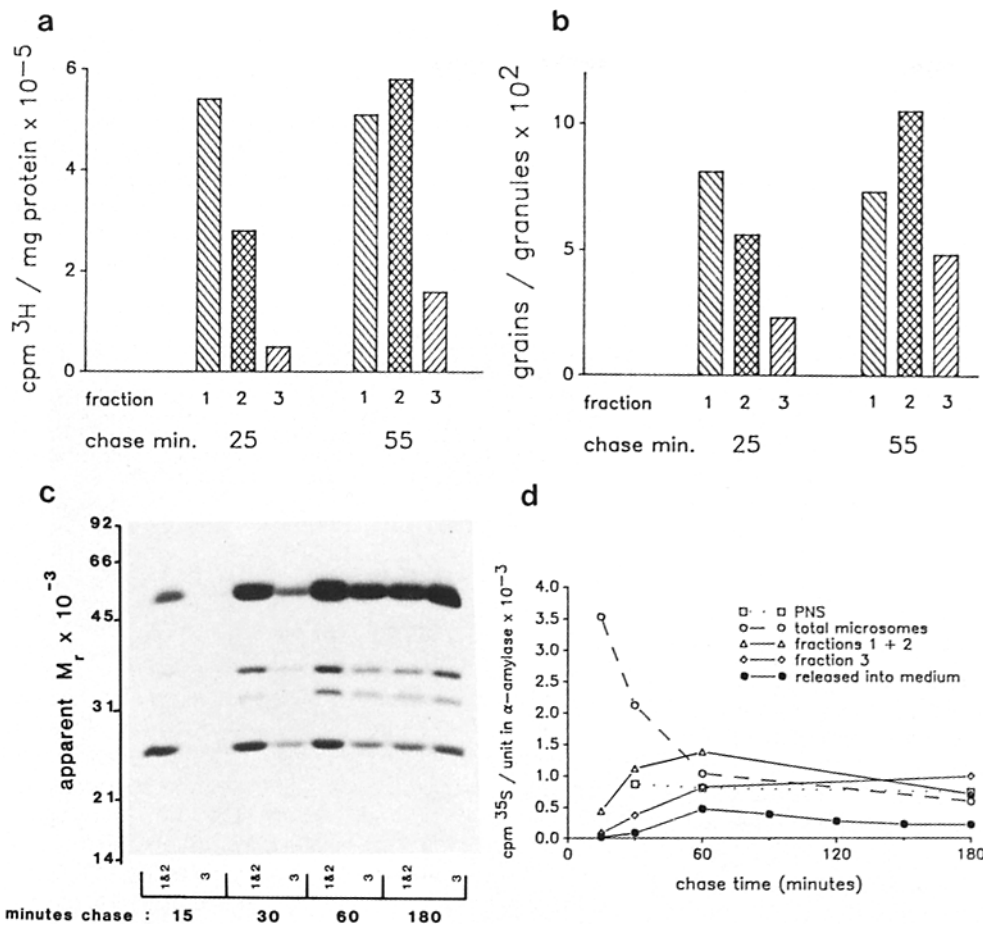 a
cpm ³H / mg protein x 10⁻⁵
6
4
2
0
fraction 1 2 3 1 2 3
chase min. 25 55
b
grains / granules x 10²
10
5
0
fraction 1 2 3 1 2 3
chase min. 25 55
c
apparent Mᵣ x 10⁻³
92
66
45
31
21
14
1&2 3 1&2 3 1&2 3 1&2 3
minutes chase : 15 30 60 180
d
cpm ³⁵S / unit in α-amylase x 10⁻³
4.0
3.5
3.0
2.5
2.0
1.5
1.0
0.5
0.0
PNS
total microsomes
fractions 1 + 2
fraction 3
released into medium
0 60 120 180
chase time (minutes)